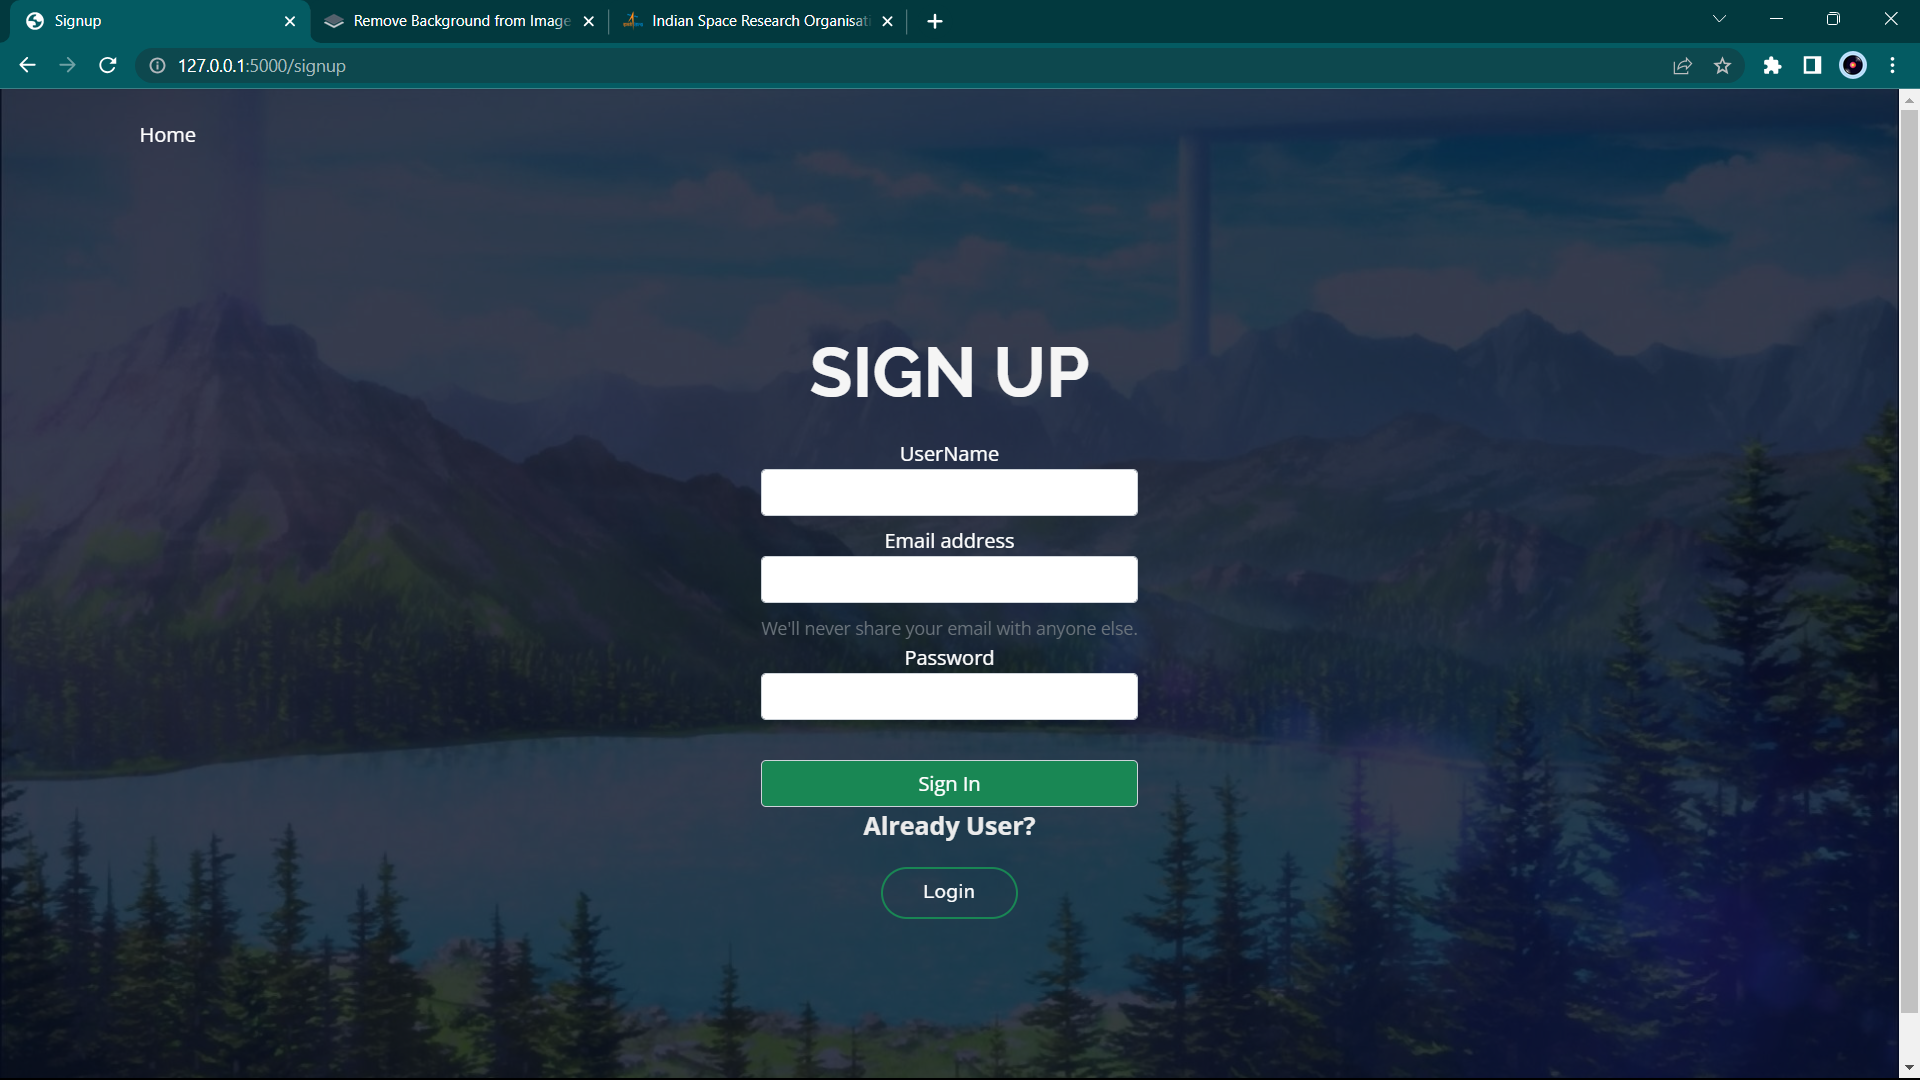 Signup
Remove Background from Image
Indian Space Research Organisati
127.0.0.1:5000/signup
Home
SIGN UP
UserName
Email address
We'll never share your email with anyone else.
Password
Sign In
Already User?
Login